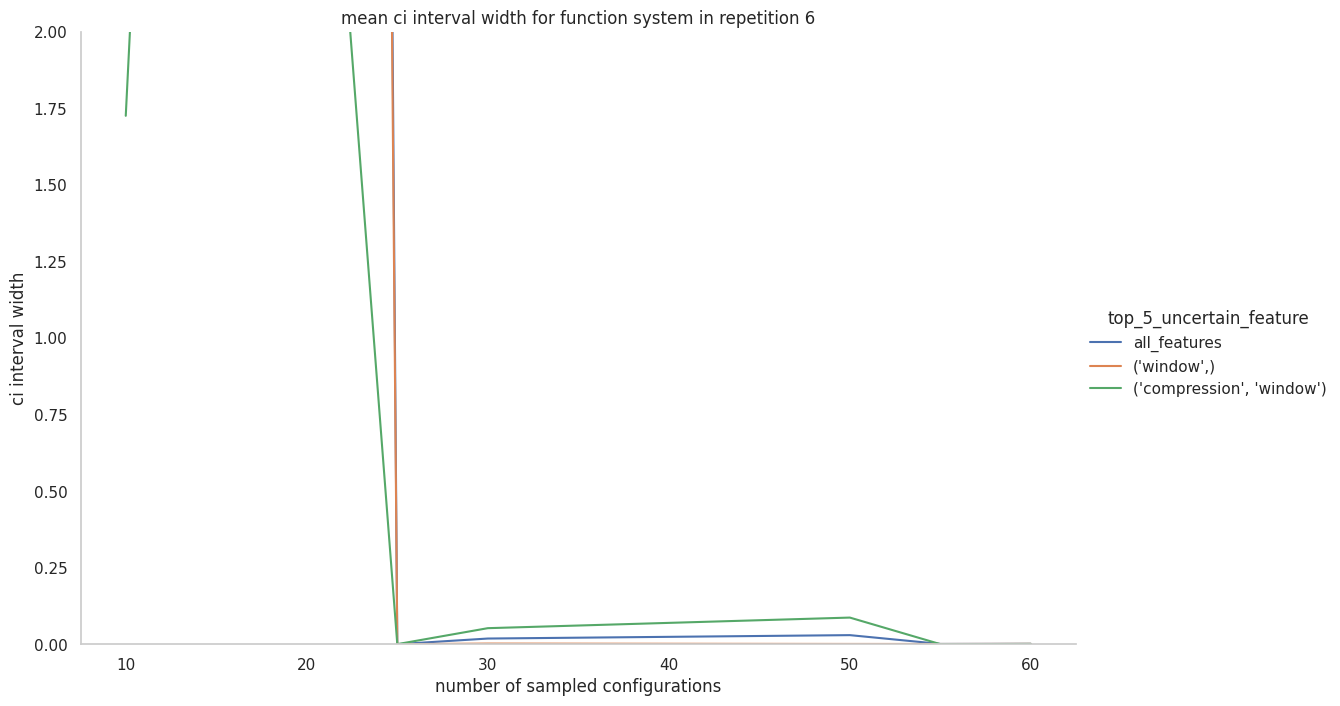 mean ci interval width for function system in repetition 6
2.00
1.75
1.50
1.25
1.00
0.75
0.50
0.25
0.00
ci interval width
10 20 30 40 50 60
number of sampled configurations
top_5_uncertain_feature
all_features
('window',)
('compression', 'window')